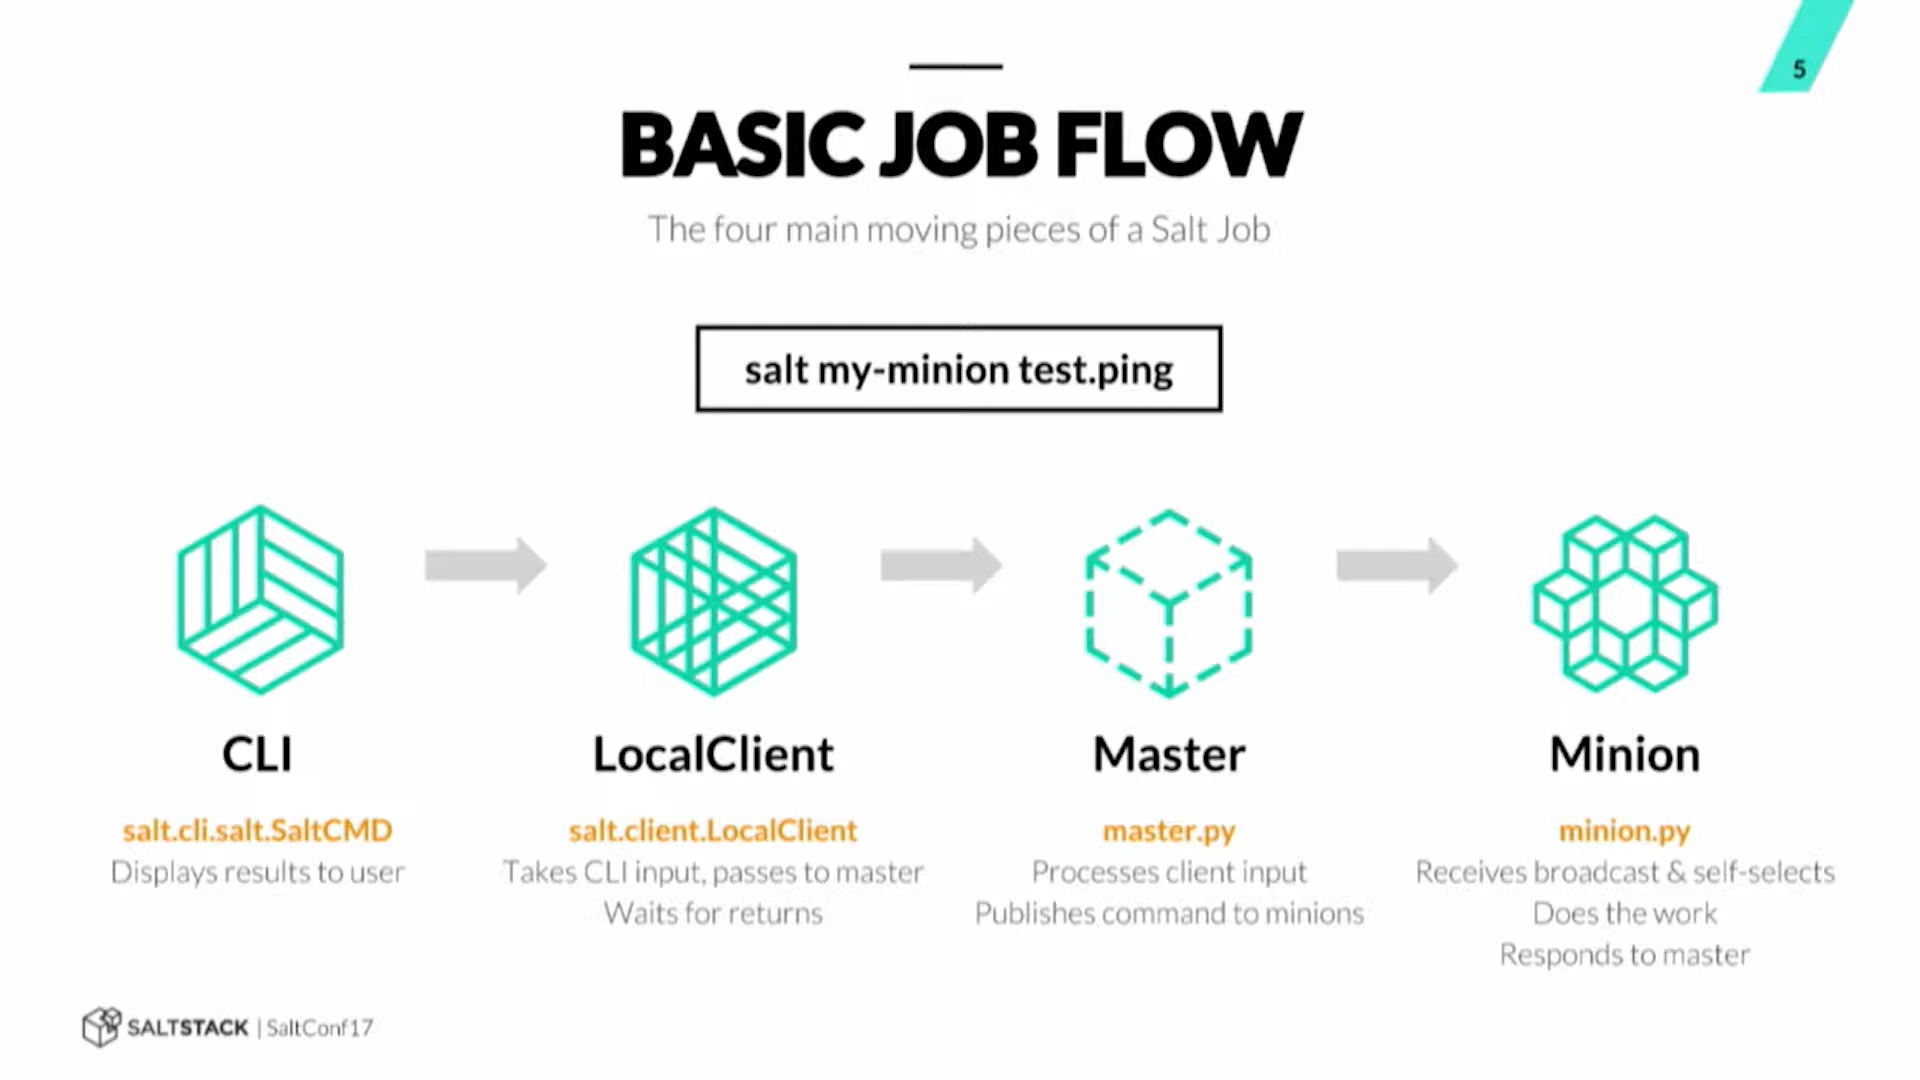 5
BASIC JOB FLOW
The four main moving pieces of a Salt Job
salt my-minion test.ping
CLI
salt.cli.salt.SaltCMD
Displays results to user
LocalClient
salt.client.LocalClient
Takes CLI input, passes to master
Waits for returns
Master
master.py
Processes client input
Publishes command to minions
Minion
minion.py
Receives broadcast & self-selects
Does the work
Responds to master
SALTSTACK | SaltConf17